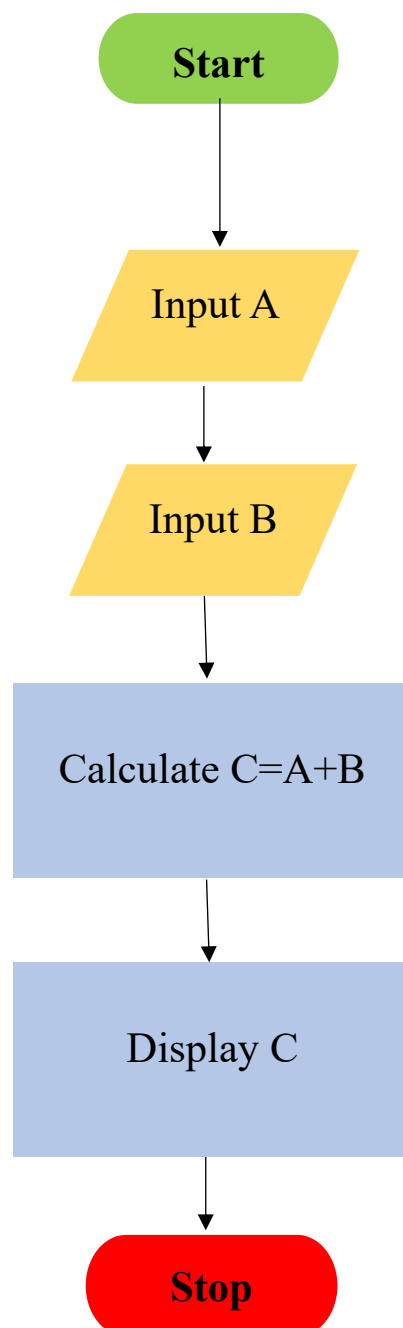 Start
Input A
Input B
Calculate C=A+B
Display C
Stop